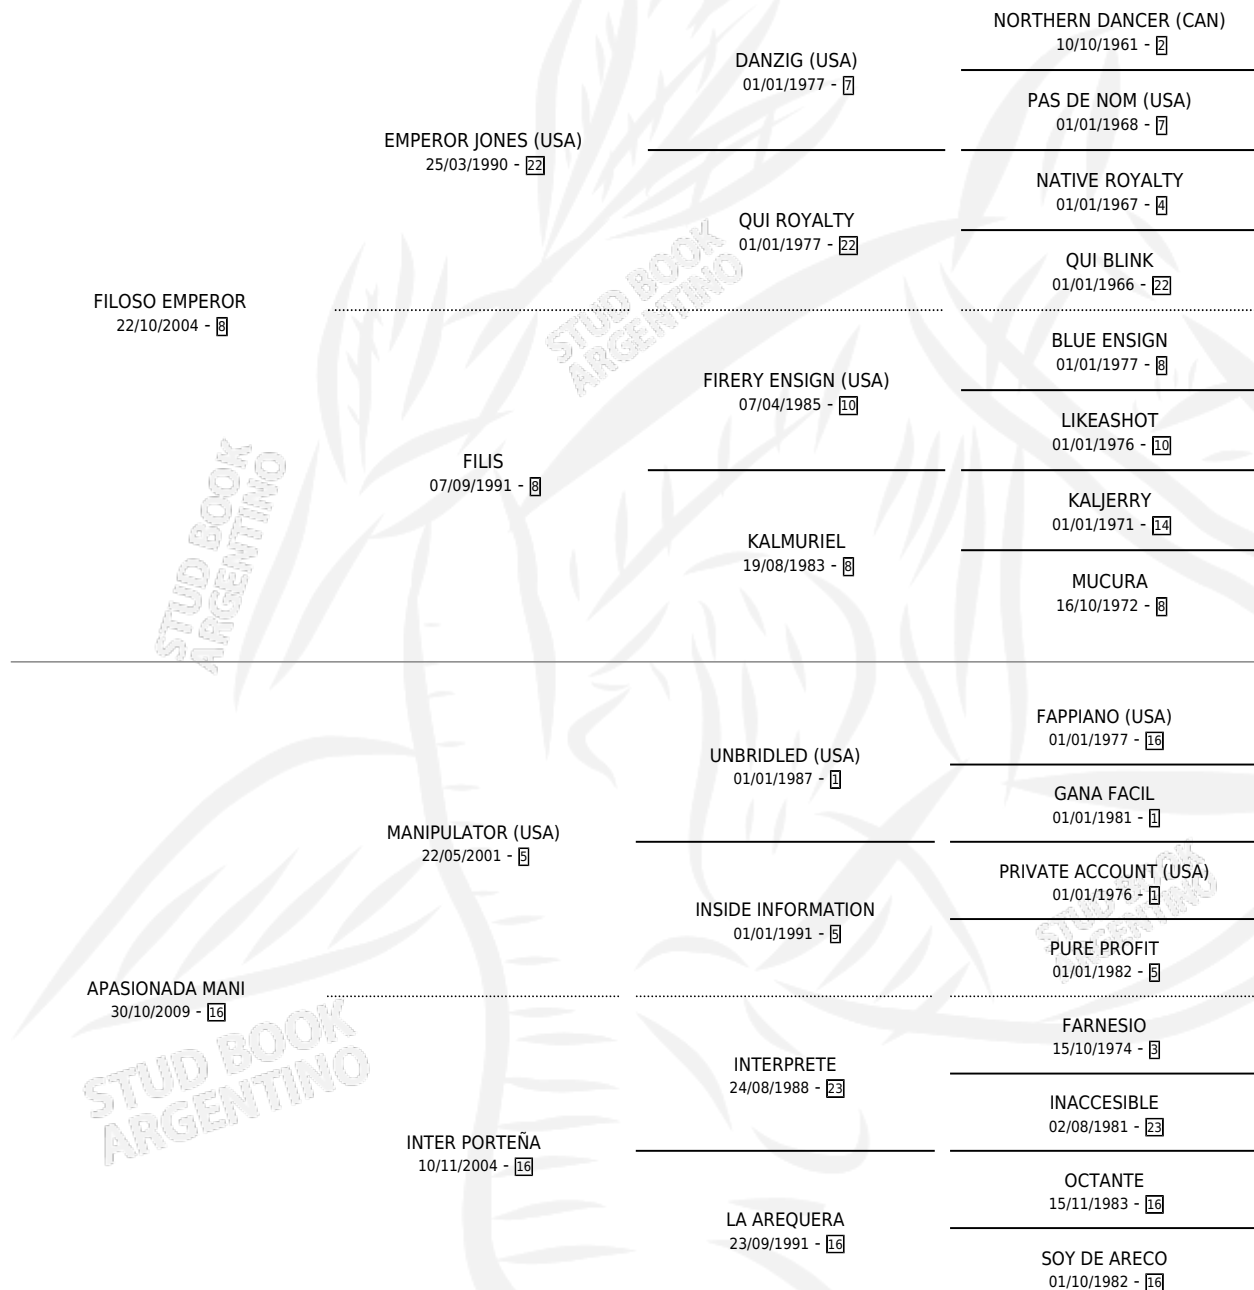 NORTHERN DANCER (CAN)
10/10/1961 - 2
DANZIG (USA)
01/01/1977 - 7
PAS DE NOM (USA)
01/01/1968 - 7
EMPEROR JONES (USA)
25/03/1990 - 22
NATIVE ROYALTY
01/01/1967 - 4
QUI ROYALTY
01/01/1977 - 22
QUI BLINK
01/01/1966 - 22
FILOSO EMPEROR
22/10/2004 - 8
BLUE ENSIGN
01/01/1977 - 8
FIRERY ENSIGN (USA)
07/04/1985 - 10
LIKEASHOT
01/01/1976 - 10
FILIS
07/09/1991 - 8
KALJERRY
01/01/1971 - 14
KALMURIEL
19/08/1983 - 8
MUCURA
16/10/1972 - 8
STUD BOOK
ARGENTINO
STUD BOOK
ARGENTINO
FAPPIANO (USA)
01/01/1977 - 16
UNBRIDLED (USA)
01/01/1987 - 1
GANA FACIL
01/01/1981 - 1
MANIPULATOR (USA)
22/05/2001 - 5
PRIVATE ACCOUNT (USA)
01/01/1976 - 1
INSIDE INFORMATION
01/01/1991 - 5
PURE PROFIT
01/01/1982 - 5
APASIONADA MANI
30/10/2009 - 16
FARNESIO
15/10/1974 - 3
INTERPRETE
24/08/1988 - 23
INACCESIBLE
02/08/1981 - 23
INTER PORTEÑA
10/11/2004 - 16
OCTANTE
15/11/1983 - 16
LA AREQUERA
23/09/1991 - 16
SOY DE ARECO
01/10/1982 - 16
STUD BOOK
ARGENTINO
STUD BOOK
ARGENTINO